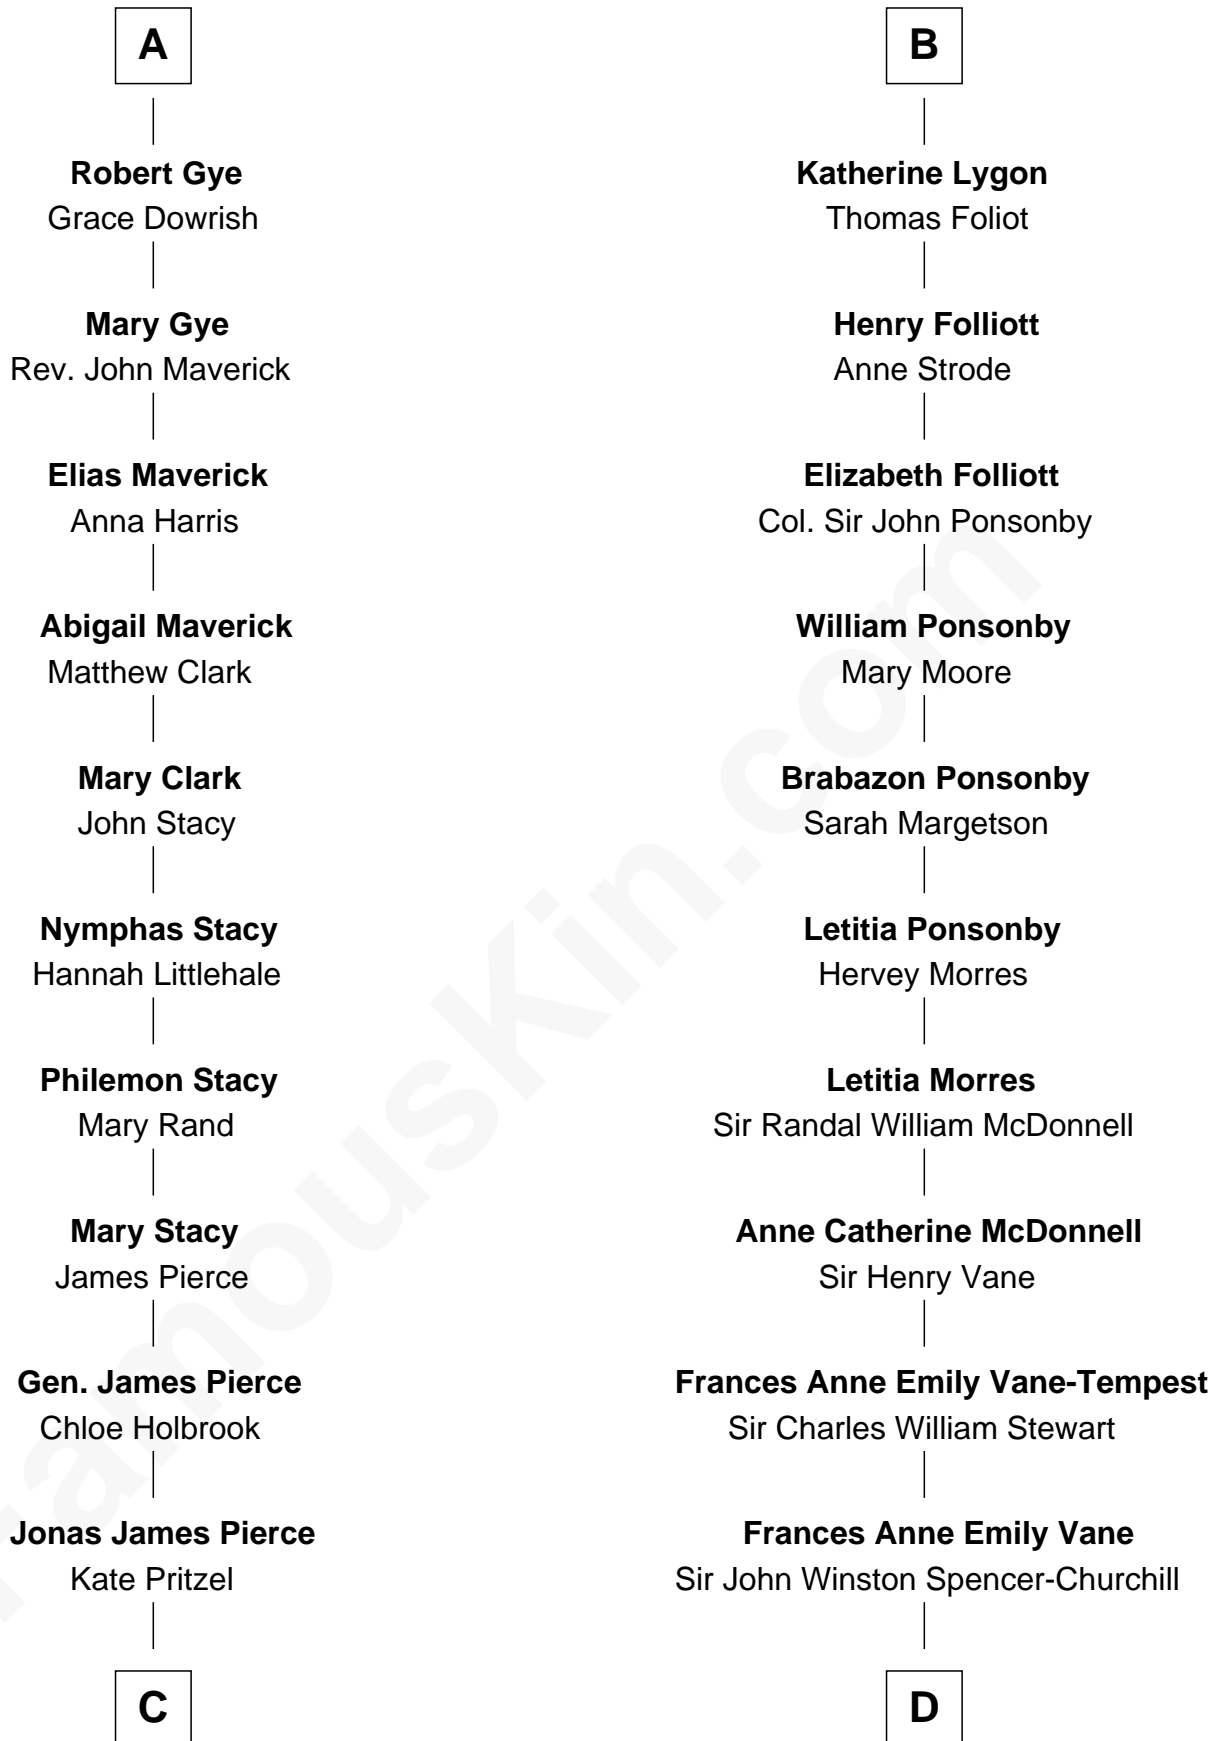 A
Robert Gye
Grace Dowrish
Mary Gye
Rev. John Maverick
Elias Maverick
Anna Harris
Abigail Maverick
Matthew Clark
Mary Clark
John Stacy
Nymphas Stacy
Hannah Littlehale
Philemon Stacy
Mary Rand
Mary Stacy
James Pierce
Gen. James Pierce
Chloe Holbrook
Jonas James Pierce
Kate Pritzel
C
B
Katherine Lygon
Thomas Foliot
Henry Folliott
Anne Strode
Elizabeth Folliott
Col. Sir John Ponsonby
William Ponsonby
Mary Moore
Brabazon Ponsonby
Sarah Margetson
Letitia Ponsonby
Hervey Morres
Letitia Morres
Sir Randal William McDonnell
Anne Catherine McDonnell
Sir Henry Vane
Frances Anne Emily Vane-Tempest
Sir Charles William Stewart
Frances Anne Emily Vane
Sir John Winston Spencer-Churchill
D
FamousKin.com